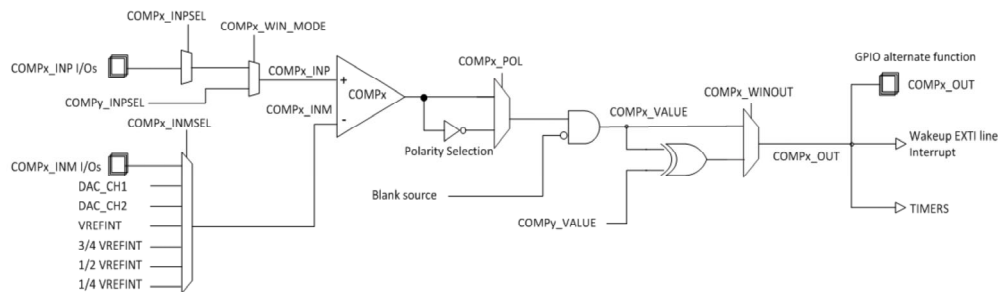 COMPx_INPSEL
COMPx_WIN_MODE
COMPx_INP I/Os
COMPy_INPSEL
COMPx_INP
+
COMPx
COMPx_INM
-
COMPx_INMSEL
COMPx_INM I/Os
DAC_CH1
DAC_CH2
VREFINT
3/4 VREFINT
1/2 VREFINT
1/4 VREFINT
COMPx_POL
Polarity Selection
Blank source
COMPx_VALUE
COMPy_VALUE
COMPx_WINOUT
COMPx_OUT
GPIO alternate function
COMPx_OUT
Wakeup EXTI line
Interrupt
TIMERS